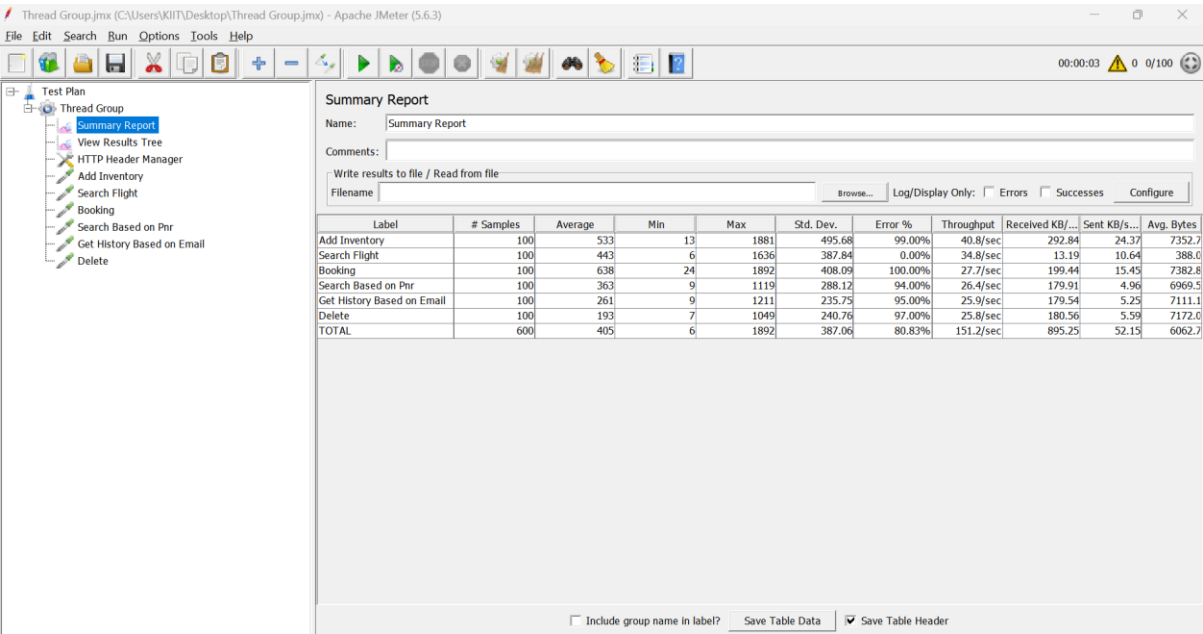 Thread Group.jmx (C:\Users\KIIT\Desktop\Thread Group.jmx) - Apache JMeter (5.6.3)
File Edit Search Run Options Tools Help
00:00:03 0 0/100
Test Plan
Thread Group
Summary Report
View Results Tree
HTTP Header Manager
Add Inventory
Search Flight
Booking
Search Based on Pnr
Get History Based on Email
Delete
Summary Report
Name: Summary Report
Comments:
Write results to file / Read from file
Filename Browse... Log/Display Only: Errors Successes Configure
Label # Samples Average Min Max Std. Dev. Error % Throughput Received KB/... Sent KB/s... Avg. Bytes
Add Inventory 100 533 13 1881 495.68 99.00% 40.8/sec 292.84 24.37 7352.7
Search Flight 100 443 6 1636 387.84 0.00% 34.8/sec 13.19 10.64 388.0
Booking 100 638 24 1892 408.09 100.00% 27.7/sec 199.44 15.45 7382.8
Search Based on Pnr 100 363 9 1119 288.12 94.00% 26.4/sec 179.91 4.96 6969.5
Get History Based on Email 100 261 9 1211 235.75 95.00% 25.9/sec 179.54 5.25 7111.1
Delete 100 193 7 1049 240.76 97.00% 25.8/sec 180.56 5.59 7172.0
TOTAL 600 405 6 1892 387.06 80.83% 151.2/sec 895.25 52.15 6062.7
Include group name in label? Save Table Data Save Table Header